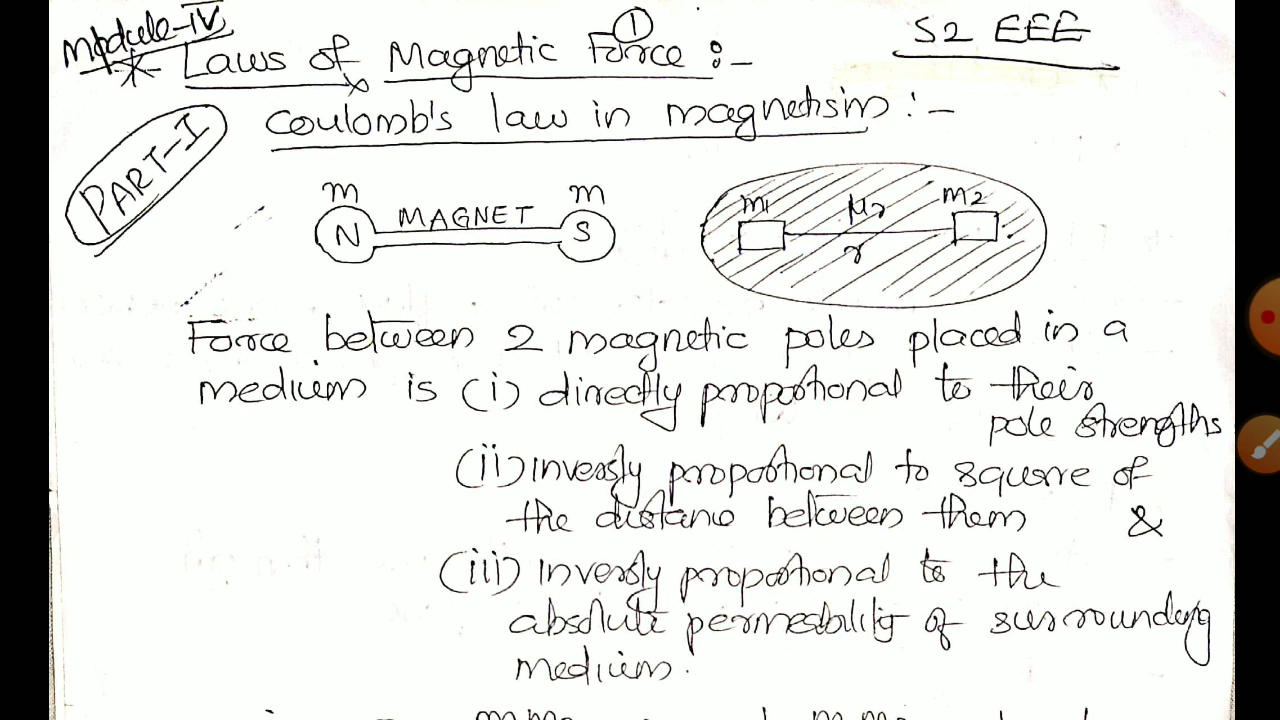 Module-IV
①
S2 EEE
* Laws of Magnetic Force :-
Coulomb's law in magnetism :-
PART-I
m m
N MAGNET S
m1 μr m2
r
Force between 2 magnetic poles placed in a
medium is (i) directly proportional to their
pole strengths
(ii) inversly proportional to square of
the distanc between them &
(iii) inversly proportional to the
absolute permeability of surrounding
medium.